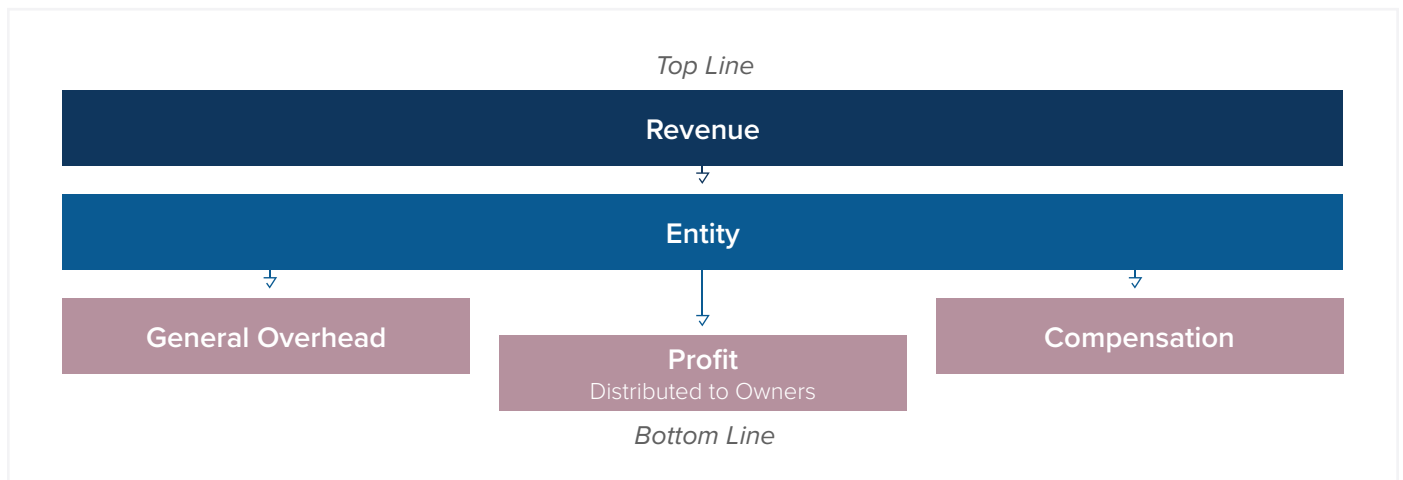 Top Line
Revenue
Entity
General Overhead
Profit
Distributed to Owners
Compensation
Bottom Line